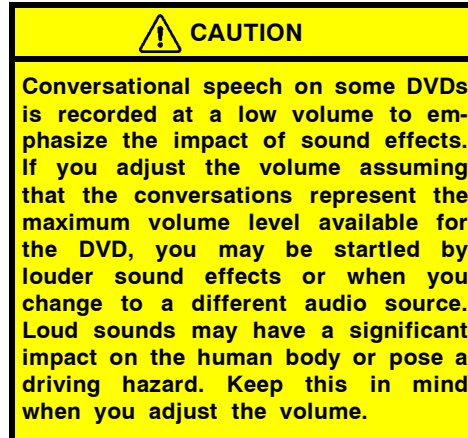 CAUTION
Conversational speech on some DVDs
is recorded at a low volume to em-
phasize the impact of sound effects.
If you adjust the volume assuming
that the conversations represent the
maximum volume level available for
the DVD, you may be startled by
louder sound effects or when you
change to a different audio source.
Loud sounds may have a significant
impact on the human body or pose a
driving hazard. Keep this in mind
when you adjust the volume.